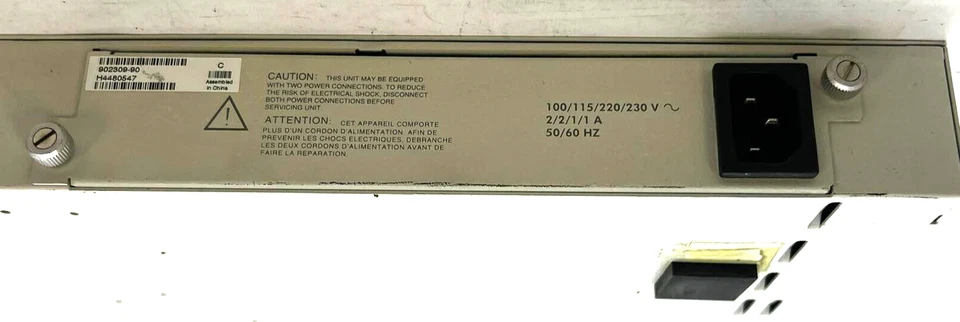 902309-90
H4480547
C
Assembled
in China
CAUTION: THIS UNIT MAY BE EQUIPPED
WITH TWO POWER CONNECTIONS. TO REDUCE
THE RISK OF ELECTRICAL SHOCK, DISCONNECT
BOTH POWER CONNECTIONS BEFORE
SERVICING UNIT
ATTENTION: CET APPAREIL COMPORTE
PLUS D'UN CORDON D'ALIMENTATION. AFIN DE
PREVENIR LES CHOCS ELECTRIQUES, DEBRANCHE
LES DEUX CORDONS D'ALIMENTATION AVANT DE
FAIRE LA REPARATION.
100/115/220/230 V ~
2/2/1/1 A
50/60 HZ